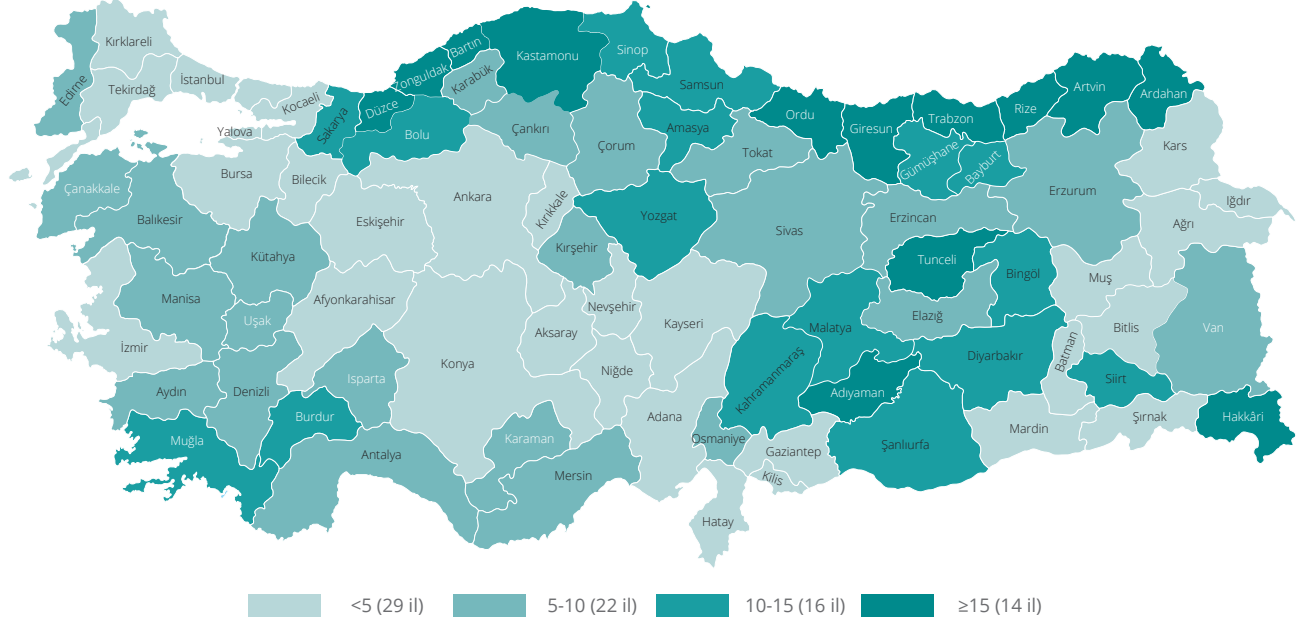 Kırklareli
Edirne
Tekirdağ
İstanbul
Kocaeli
Yalova
Sakarya
Düzce
Zonguldak
Bartın
Karabük
Kastamonu
Sinop
Samsun
Bolu
Çankırı
Çorum
Amasya
Tokat
Ordu
Giresun
Trabzon
Rize
Artvin
Ardahan
Gümüşhane
Bayburt
Kars
Iğdır
Ağrı
Erzurum
Erzincan
Çanakkale
Balıkesir
Bursa
Bilecik
Eskişehir
Ankara
Kırıkkale
Kırşehir
Yozgat
Sivas
Kütahya
Manisa
Uşak
Afyonkarahisar
İzmir
Aydın
Denizli
Isparta
Burdur
Muğla
Antalya
Konya
Aksaray
Nevşehir
Niğde
Kayseri
Karaman
Mersin
Adana
Osmaniye
Kahramanmaraş
Malatya
Tunceli
Elazığ
Bingöl
Muş
Bitlis
Van
Diyarbakır
Batman
Siirt
Adıyaman
Şanlıurfa
Mardin
Şırnak
Hakkâri
Gaziantep
Kilis
Hatay
<5 (29 il)
5-10 (22 il)
10-15 (16 il)
≥15 (14 il)